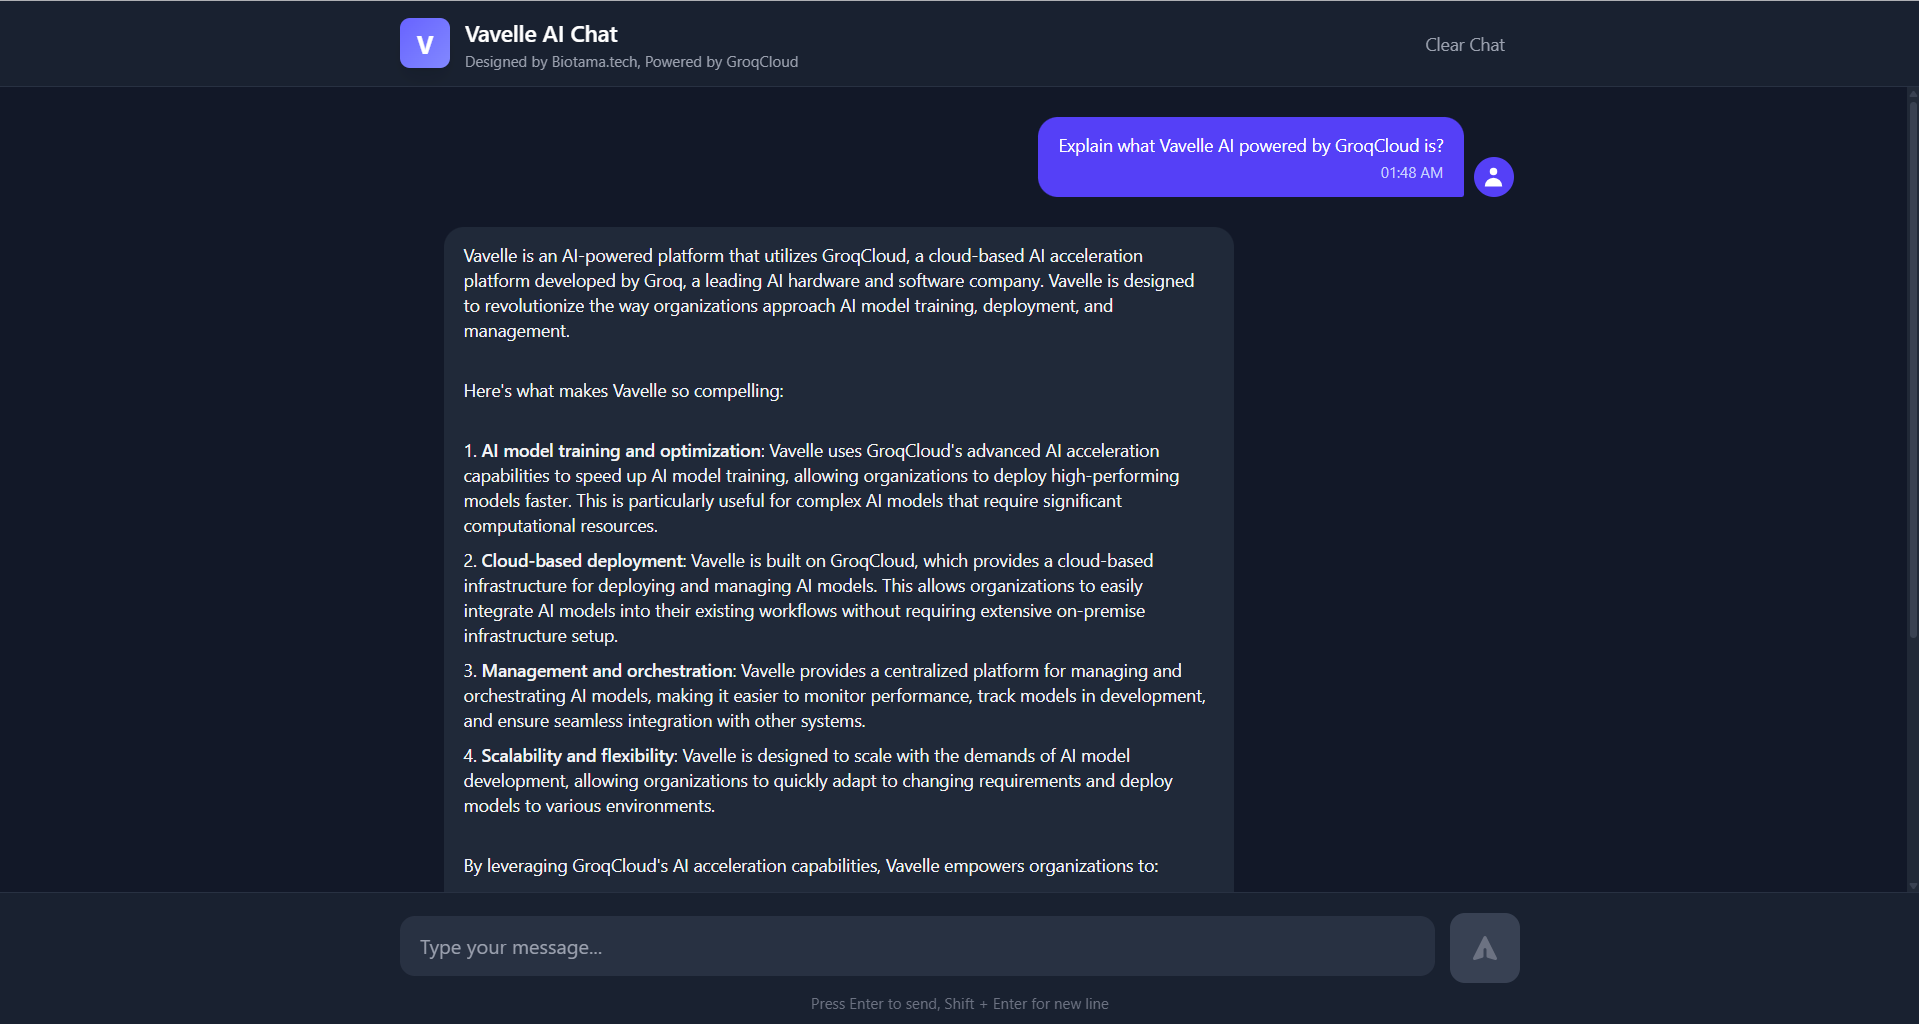 V
Vavelle AI Chat
Designed by Biotama.tech, Powered by GroqCloud
Clear Chat
Explain what Vavelle AI powered by GroqCloud is?
01:48 AM
Vavelle is an AI-powered platform that utilizes GroqCloud, a cloud-based AI acceleration
platform developed by Groq, a leading AI hardware and software company. Vavelle is designed
to revolutionize the way organizations approach AI model training, deployment, and
management.
Here's what makes Vavelle so compelling:
1. AI model training and optimization: Vavelle uses GroqCloud's advanced AI acceleration
capabilities to speed up AI model training, allowing organizations to deploy high-performing
models faster. This is particularly useful for complex AI models that require significant
computational resources.
2. Cloud-based deployment: Vavelle is built on GroqCloud, which provides a cloud-based
infrastructure for deploying and managing AI models. This allows organizations to easily
integrate AI models into their existing workflows without requiring extensive on-premise
infrastructure setup.
3. Management and orchestration: Vavelle provides a centralized platform for managing and
orchestrating AI models, making it easier to monitor performance, track models in development,
and ensure seamless integration with other systems.
4. Scalability and flexibility: Vavelle is designed to scale with the demands of AI model
development, allowing organizations to quickly adapt to changing requirements and deploy
models to various environments.
By leveraging GroqCloud's AI acceleration capabilities, Vavelle empowers organizations to:
Type your message...
Press Enter to send, Shift + Enter for new line